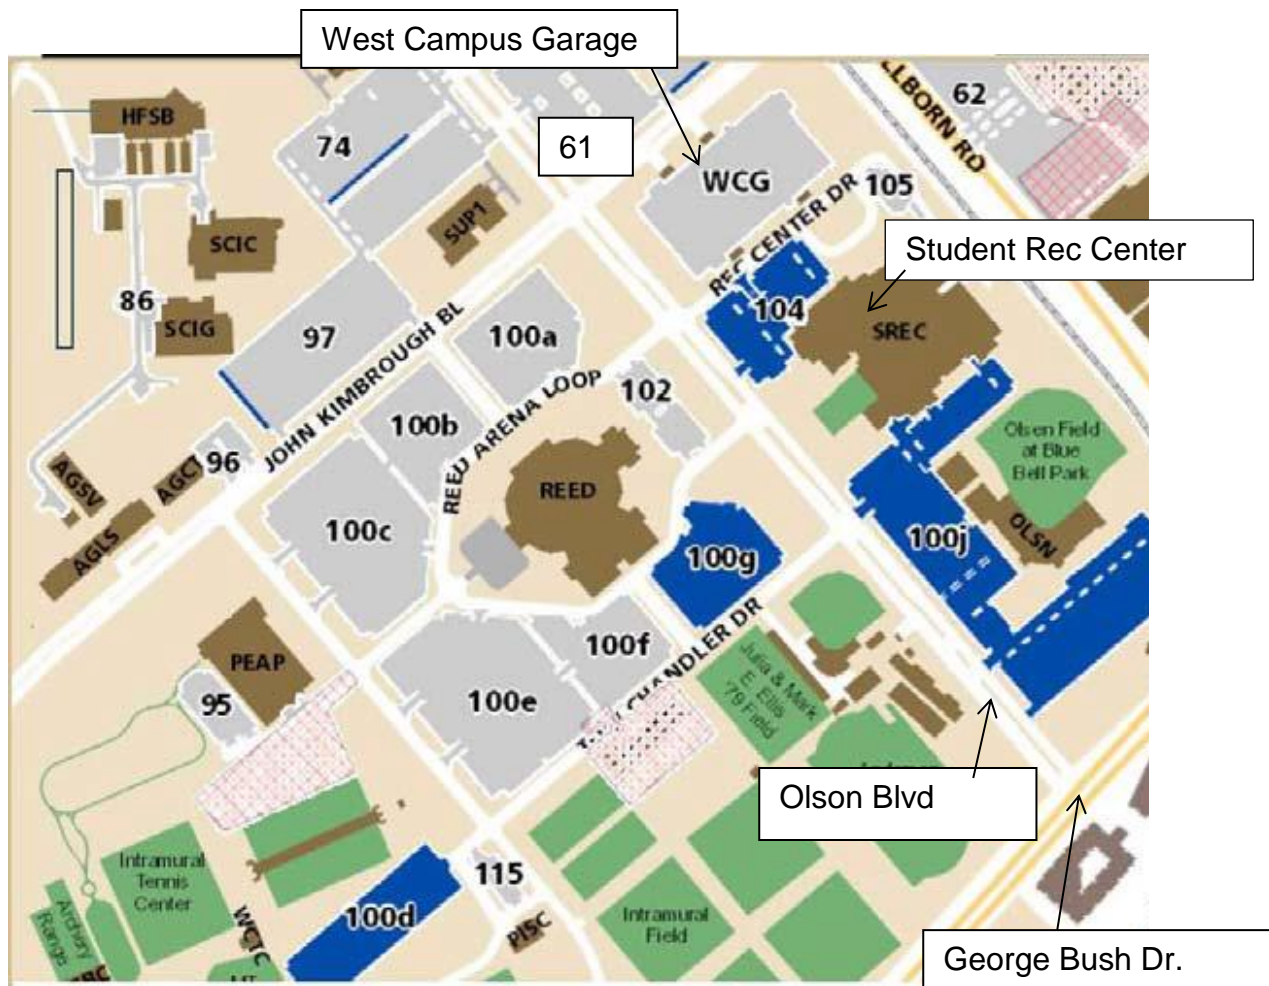 West Campus Garage
LLBORN RD
62
HFSB
74
61
WCG
105
SUP1
REC CENTER DR
SCIC
Student Rec Center
86
SCIG
97
104
100a
SREC
JOHN KIMBROUGH BL
102
REED ARENA LOOP
100b
Olsen Field
at Blue
Bell Park
AGSV
AGCT
96
REED
AGLS
100c
100g
100j
OLSN
PEAP
100f
CHANDLER DR
Julia & Mark
E. Ellis
'79 Field
95
100e
Olson Blvd
Intramural
Tennis
Center
115
Archery
Range
WCTC
100d
PISC
Intramural
Field
George Bush Dr.